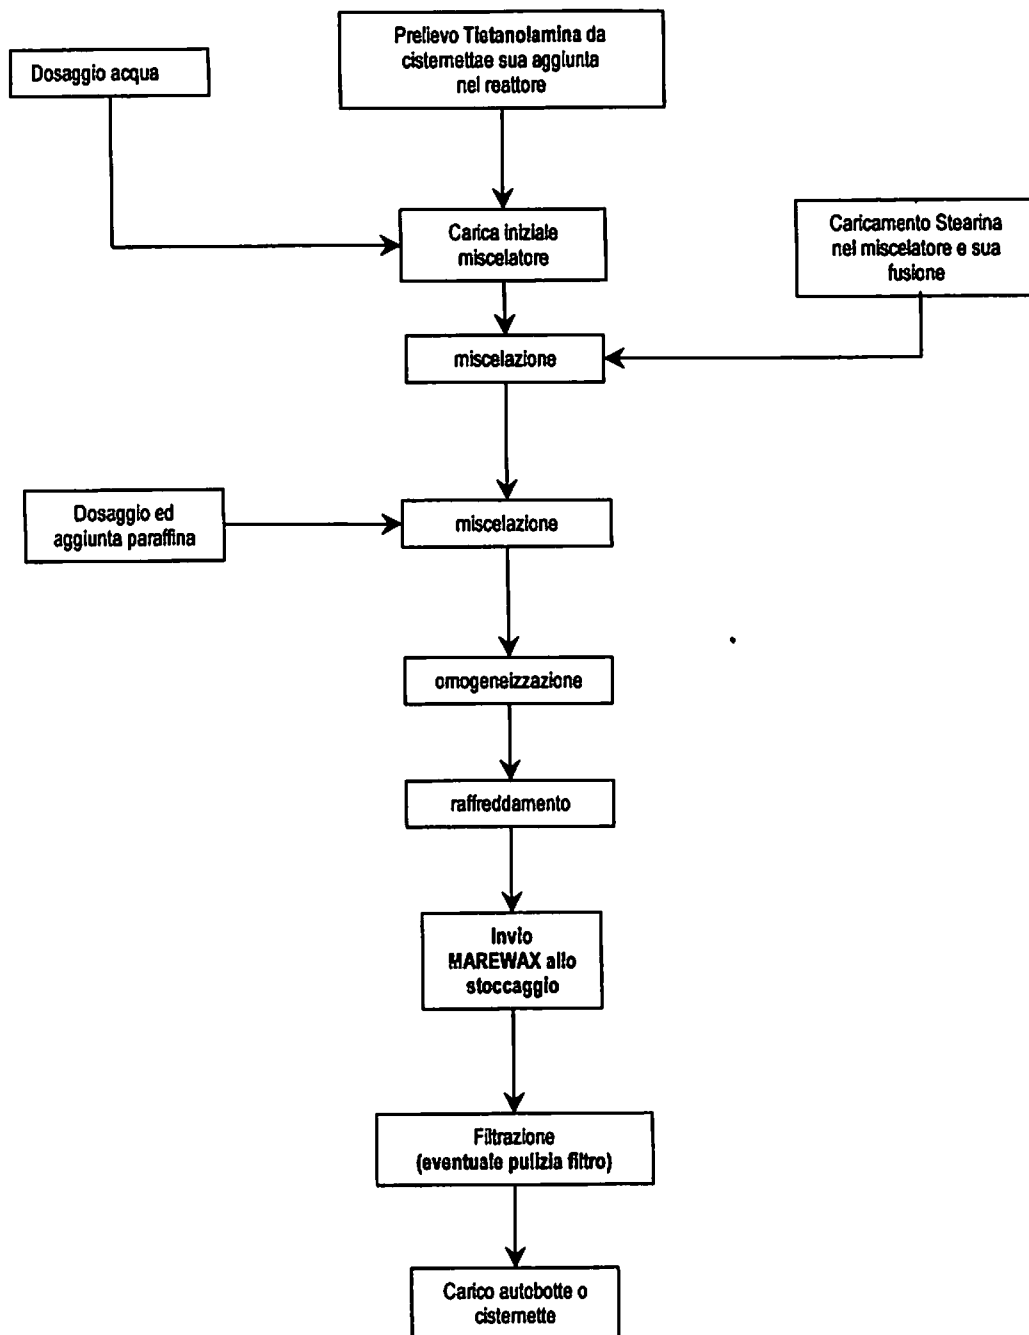 Prelievo Tietanolamina da
cisternettae sua aggiunta
nel reattore
Dosaggio acqua
Carica iniziale
miscelatore
Caricamento Stearina
nel miscelatore e sua
fusione
miscelazione
Dosaggio ed
aggiunta paraffina
miscelazione
omogeneizzazione
raffreddamento
Invio
MAREWAX allo
stoccaggio
Filtrazione
(eventuale pulizia filtro)
Carico autobotte o
cisternette